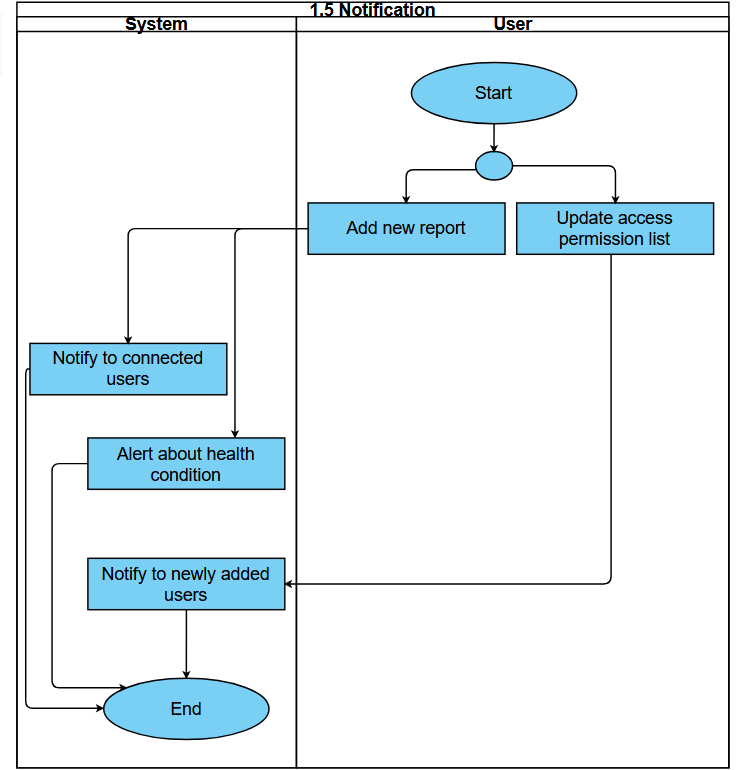 1.5 Notification
System
User
Start
Add new report
Update access
permission list
Notify to connected
users
Alert about health
condition
Notify to newly added
users
End